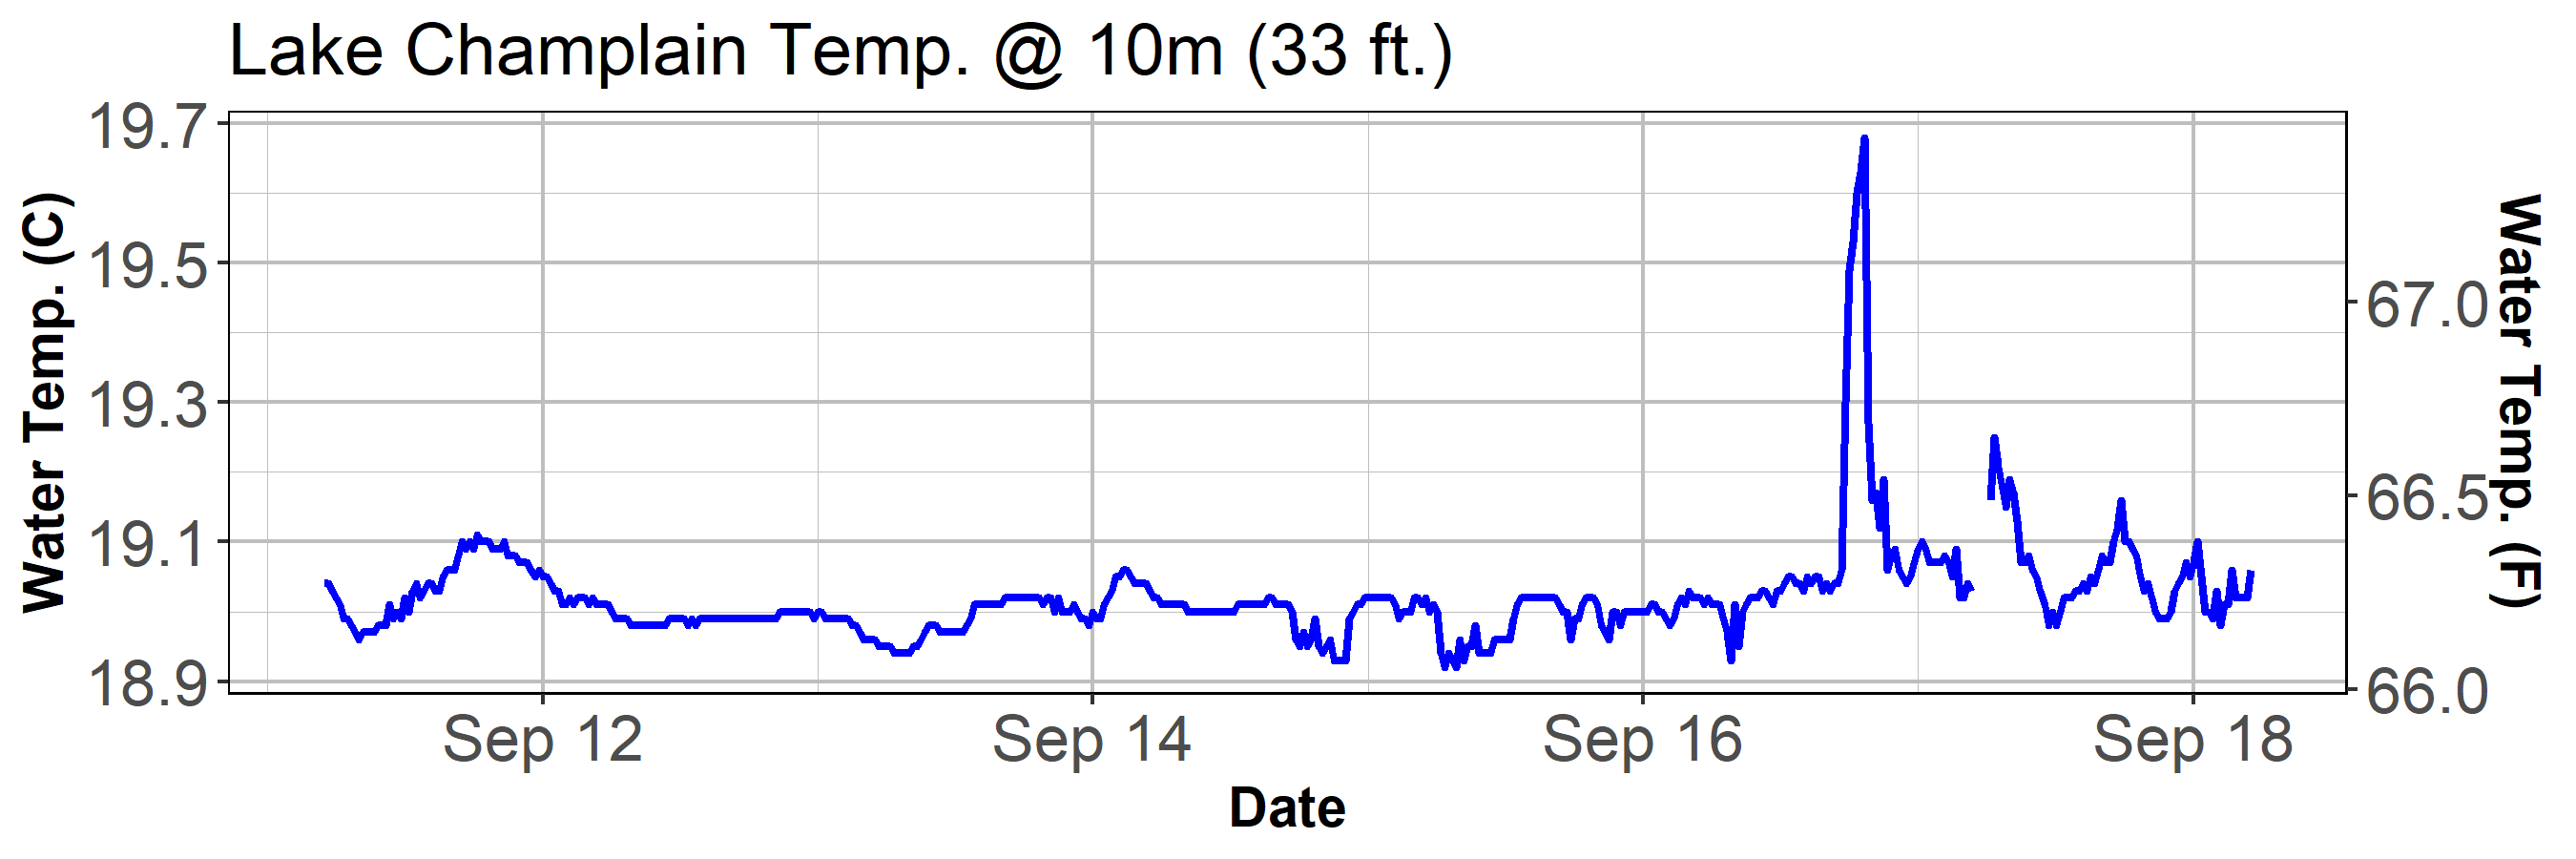 Lake Champlain Temp. @ 10m (33 ft.)
Water Temp. (C)
19.7
19.5
19.3
19.1
18.9
67.0
66.5
66.0
Water Temp. (F)
Sep 12 Sep 14 Sep 16 Sep 18
Date